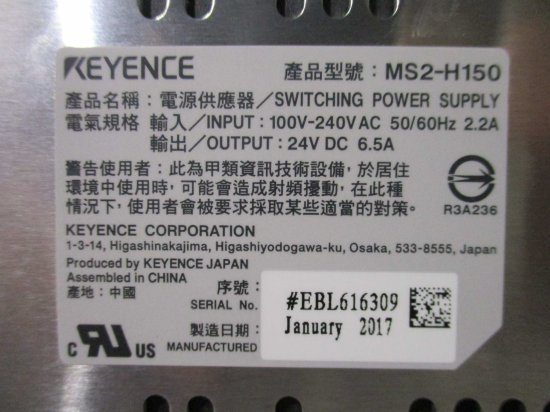 KEYENCE 產品型號：MS2-H150
產品名稱：電源供應器／SWITCHING POWER SUPPLY
電氣規格 輸入／INPUT : 100V-240V AC 50/60Hz 2.2A
輸出／OUTPUT : 24V DC 6.5A
警告使用者：此為甲類資訊技術設備，於居住
環境中使用時，可能會造成射頻擾動，在此種
情況下，使用者會被要求採取某些適當的對策。
R3A236
KEYENCE CORPORATION
1-3-14, Higashinakajima, Higashiyodogawa-ku, Osaka, 533-8555, Japan
Produced by KEYENCE JAPAN
Assembled in CHINA
產地：中國
序號：
SERIAL No.
#EBL616309
製造日期：
MANUFACTURED
January 2017
C RU US